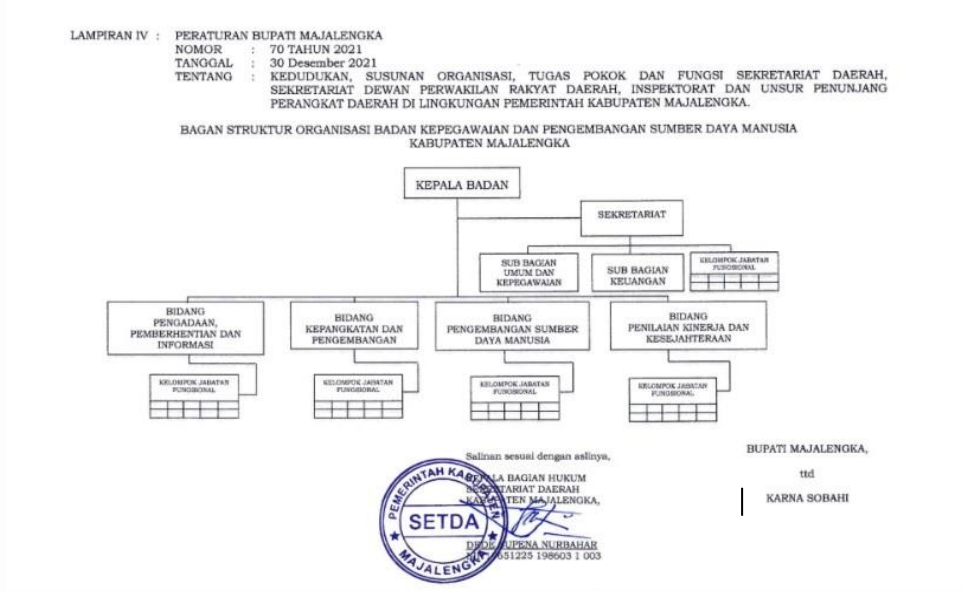 LAMPIRAN IV : PERATURAN BUPATI MAJALENGKA
NOMOR : 70 TAHUN 2021
TANGGAL : 30 Desember 2021
TENTANG : KEDUDUKAN, SUSUNAN ORGANISASI, TUGAS POKOK DAN FUNGSI SEKRETARIAT DAERAH,
SEKRETARIAT DEWAN PERWAKILAN RAKYAT DAERAH, INSPEKTORAT DAN UNSUR PENUNJANG
PERANGKAT DAERAH DI LINGKUNGAN PEMERINTAH KABUPATEN MAJALENGKA.
BAGAN STRUKTUR ORGANISASI BADAN KEPEGAWAIAN DAN PENGEMBANGAN SUMBER DAYA MANUSIA
KABUPATEN MAJALENGKA
KEPALA BADAN
SEKRETARIAT
SUB BAGIAN
UMUM DAN
KEPEGAWAIAN
SUB BAGIAN
KEUANGAN
KELOMPOK JABATAN
FUNGSIONAL
BIDANG
PENGADAAN,
PEMBERHENTIAN DAN
INFORMASI
BIDANG
KEPANGKATAN DAN
PENGEMBANGAN
BIDANG
PENGEMBANGAN SUMBER
DAYA MANUSIA
BIDANG
PENILAIAN KINERJA DAN
KESEJAHTERAAN
KELOMPOK JABATAN
FUNGSIONAL
KELOMPOK JABATAN
FUNGSIONAL
KELOMPOK JABATAN
FUNGSIONAL
KELOMPOK JABATAN
FUNGSIONAL
Salinan sesuai dengan aslinya,
BAGIAN HUKUM
DAERAH
MAJALENGKA,
NURBAHAR
198603 1 003
PEMERINTAH KABUPATEN
SETDA
MAJALENGKA
BUPATI MAJALENGKA,
ttd
KARNA SOBAHI